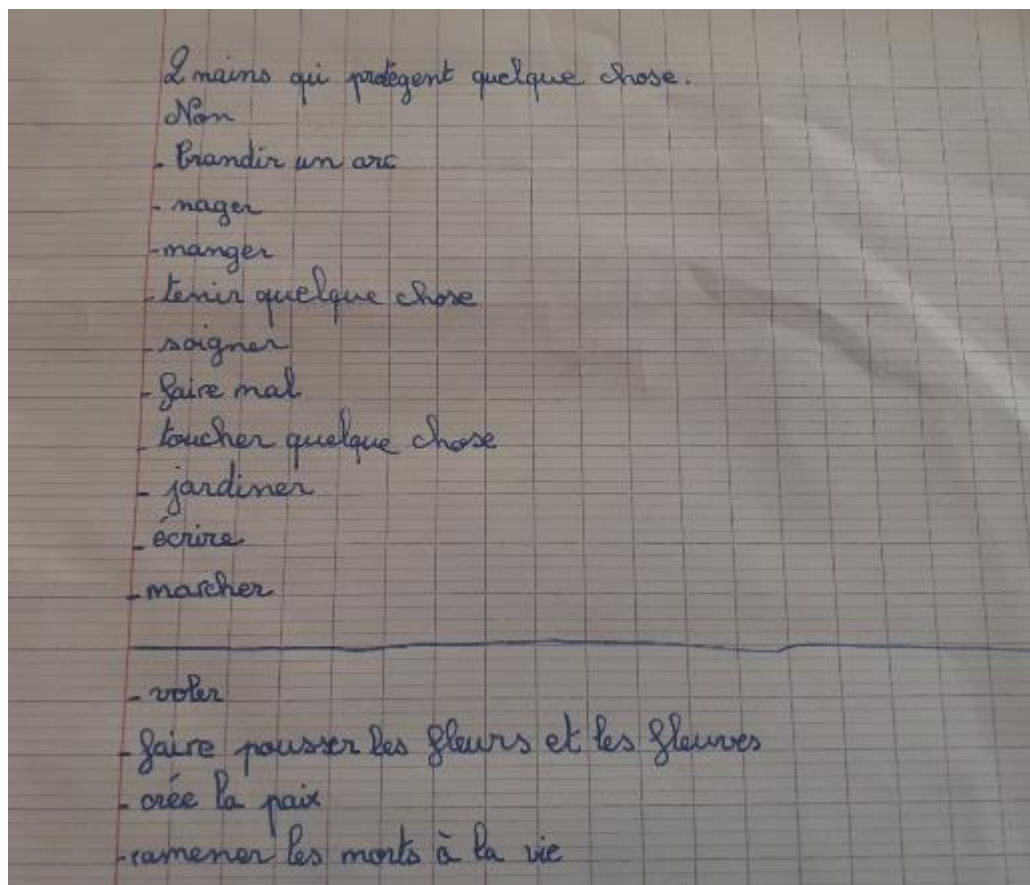 2 mains qui protègent quelque chose.
Non
- Brandir un arc
- nager
- manger
- tenir quelque chose
- soigner
- faire mal
- toucher quelque chose
- jardiner
- écrire
- marcher
- voler
- faire pousser les fleurs et les fleuves
- crée la paix
- ramener les morts à la vie